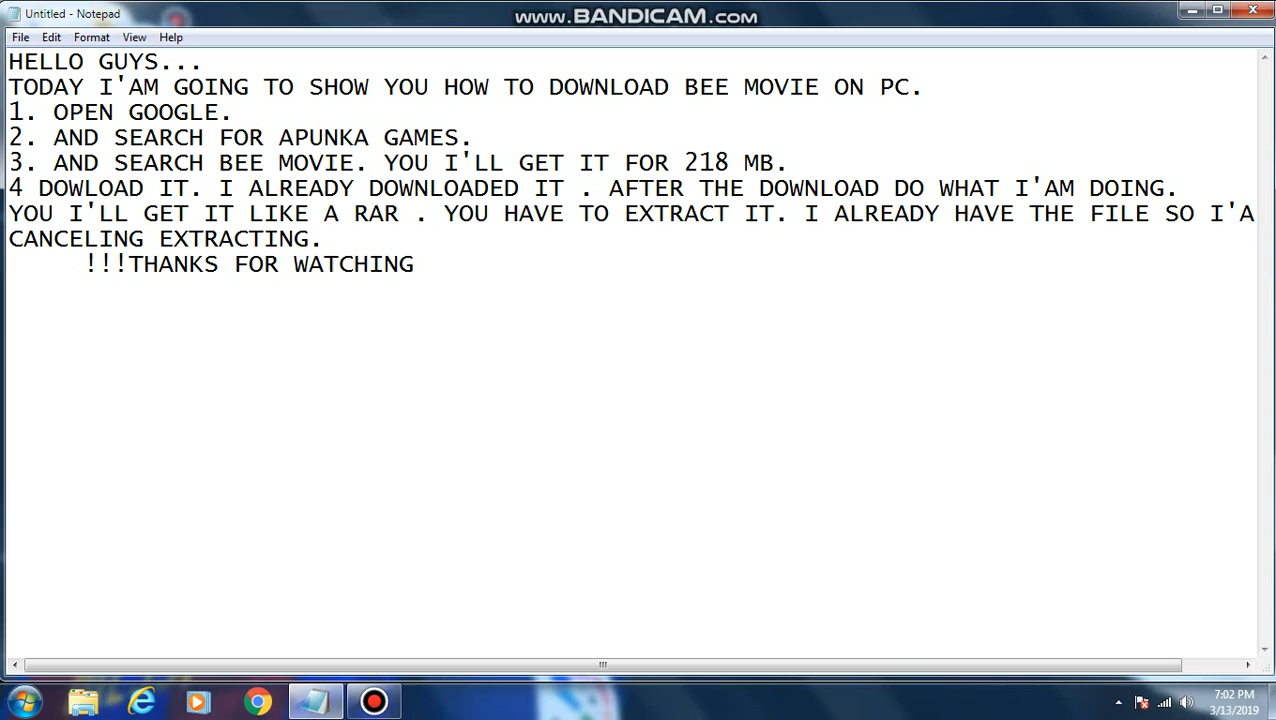 Untitled - Notepad
www.BANDICAM.com
File Edit Format View Help
HELLO GUYS...
TODAY I'AM GOING TO SHOW YOU HOW TO DOWNLOAD BEE MOVIE ON PC.
1. OPEN GOOGLE.
2. AND SEARCH FOR APUNKA GAMES.
3. AND SEARCH BEE MOVIE. YOU I'LL GET IT FOR 218 MB.
4 DOWLOAD IT. I ALREADY DOWNLOADED IT . AFTER THE DOWNLOAD DO WHAT I'AM DOING.
YOU I'LL GET IT LIKE A RAR . YOU HAVE TO EXTRACT IT. I ALREADY HAVE THE FILE SO I'A
CANCELING EXTRACTING.
!!!THANKS FOR WATCHING
7:02 PM
3/13/2019